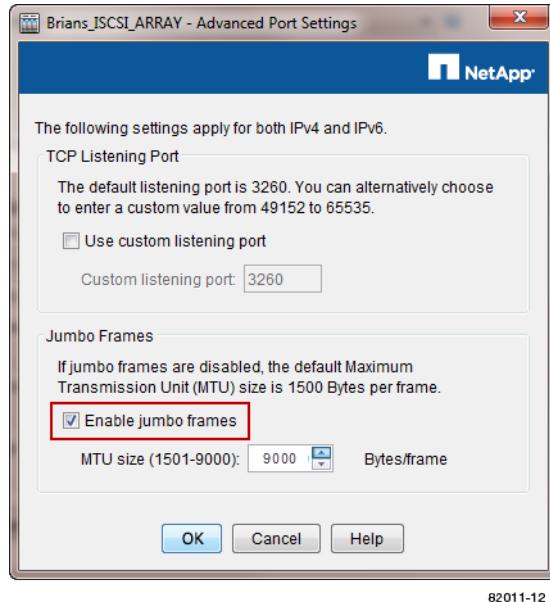 Brians_ISCSI_ARRAY - Advanced Port Settings
NetApp
The following settings apply for both IPv4 and IPv6.
TCP Listening Port
The default listening port is 3260. You can alternatively choose
to enter a custom value from 49152 to 65535.
Use custom listening port
Custom listening port: 3260
Jumbo Frames
If jumbo frames are disabled, the default Maximum
Transmission Unit (MTU) size is 1500 Bytes per frame.
Enable jumbo frames
MTU size (1501-9000): 9000 Bytes/frame
OK Cancel Help
82011-12